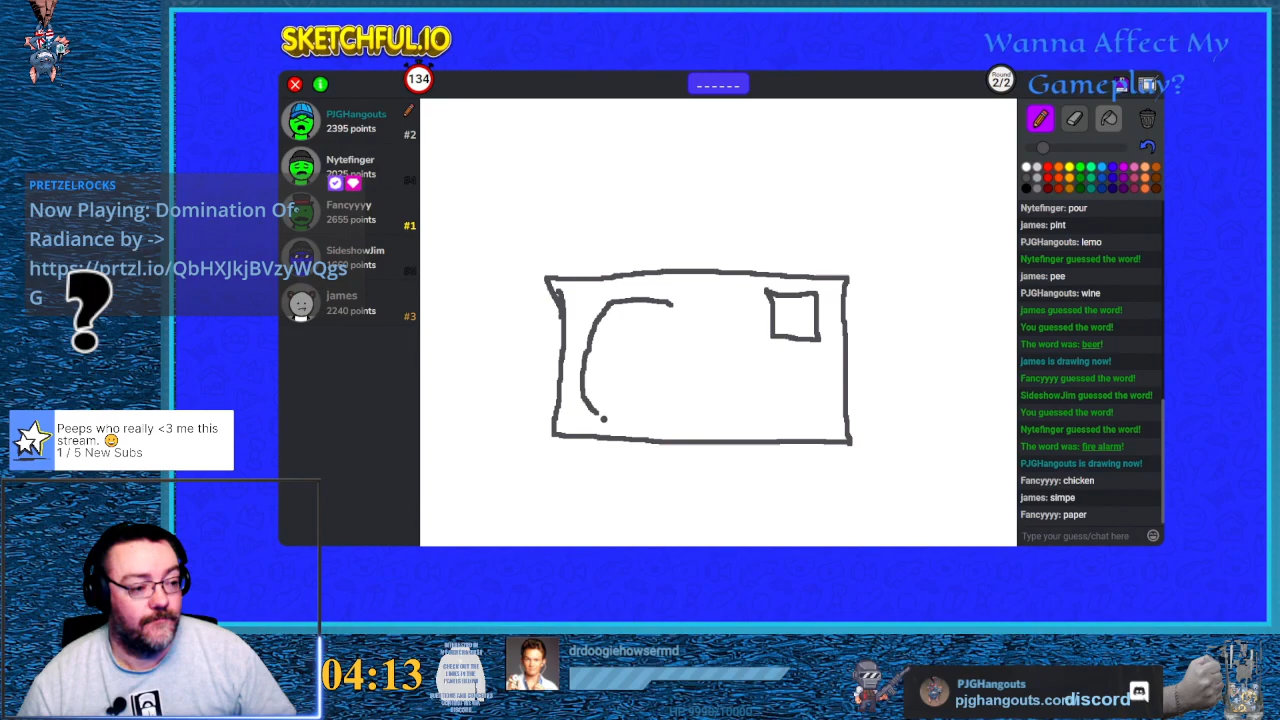 SKETCHFUL.IO
Wanna Affect My
Gameplay?
134
______
Round
2/2
PJGHangouts
2395 points
#2
Nytefinger
2025 points
Fancyyyy
2655 points
#1
SideshowJim
james
2240 points
#3
PRETZELROCKS
Now Playing: Domination Of
Radiance by ->
https://prtzl.io/QbHXJkjBVzyWQgs
G
?
Peeps who really <3 me this
stream.
1 / 5 New Subs
Nytefinger: pour
james: pint
PJGHangouts: lemo
Nytefinger guessed the word!
james: pee
PJGHangouts: wine
james guessed the word!
You guessed the word!
The word was: beer!
james is drawing now!
Fancyyyy guessed the word!
SideshowJim guessed the word!
You guessed the word!
Nytefinger guessed the word!
The word was: fire alarm!
PJGHangouts is drawing now!
Fancyyyy: chicken
james: simpe
Fancyyyy: paper
Type your guess/chat here
04:13
drdoogiehowsermd
PJGHangouts
pjghangouts.com
discord